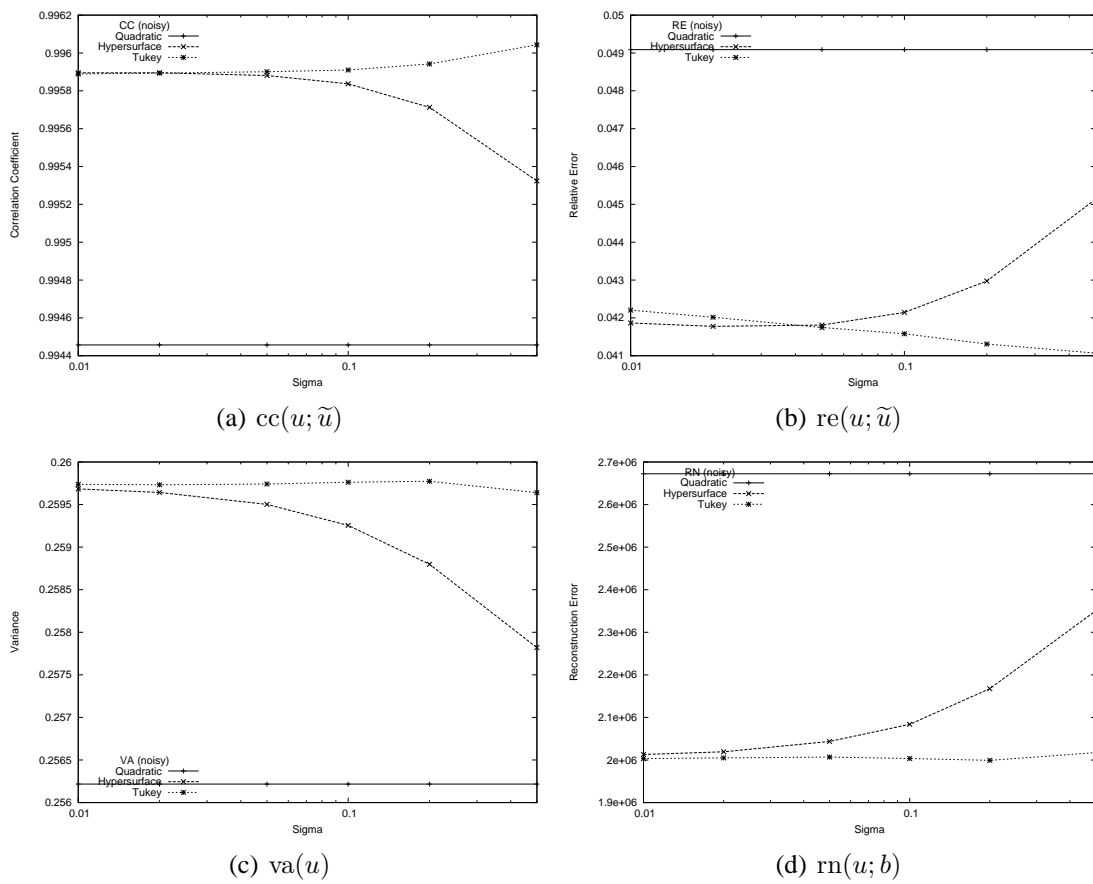 0.9962
0.996
0.9958
0.9956
0.9954
0.9952
0.995
0.9948
0.9946
0.9944
Correlation Coefficient
CC (noisy)
Quadratic
Hypersurface
Tukey
0.01
0.1
Sigma
(a) cc(u; ũ)
0.05
0.049
0.048
0.047
0.046
0.045
0.044
0.043
0.042
0.041
Relative Error
RE (noisy)
Quadratic
Hypersurface
Tukey
0.01
0.1
Sigma
(b) re(u; ũ)
0.26
0.2595
0.259
0.2585
0.258
0.2575
0.257
0.2565
0.256
Variance
VA (noisy)
Quadratic
Hypersurface
Tukey
0.01
0.1
Sigma
(c) va(u)
2.7e+06
2.6e+06
2.5e+06
2.4e+06
2.3e+06
2.2e+06
2.1e+06
2e+06
1.9e+06
Reconstruction Error
RN (noisy)
Quadratic
Hypersurface
Tukey
0.01
0.1
Sigma
(d) rn(u; b)